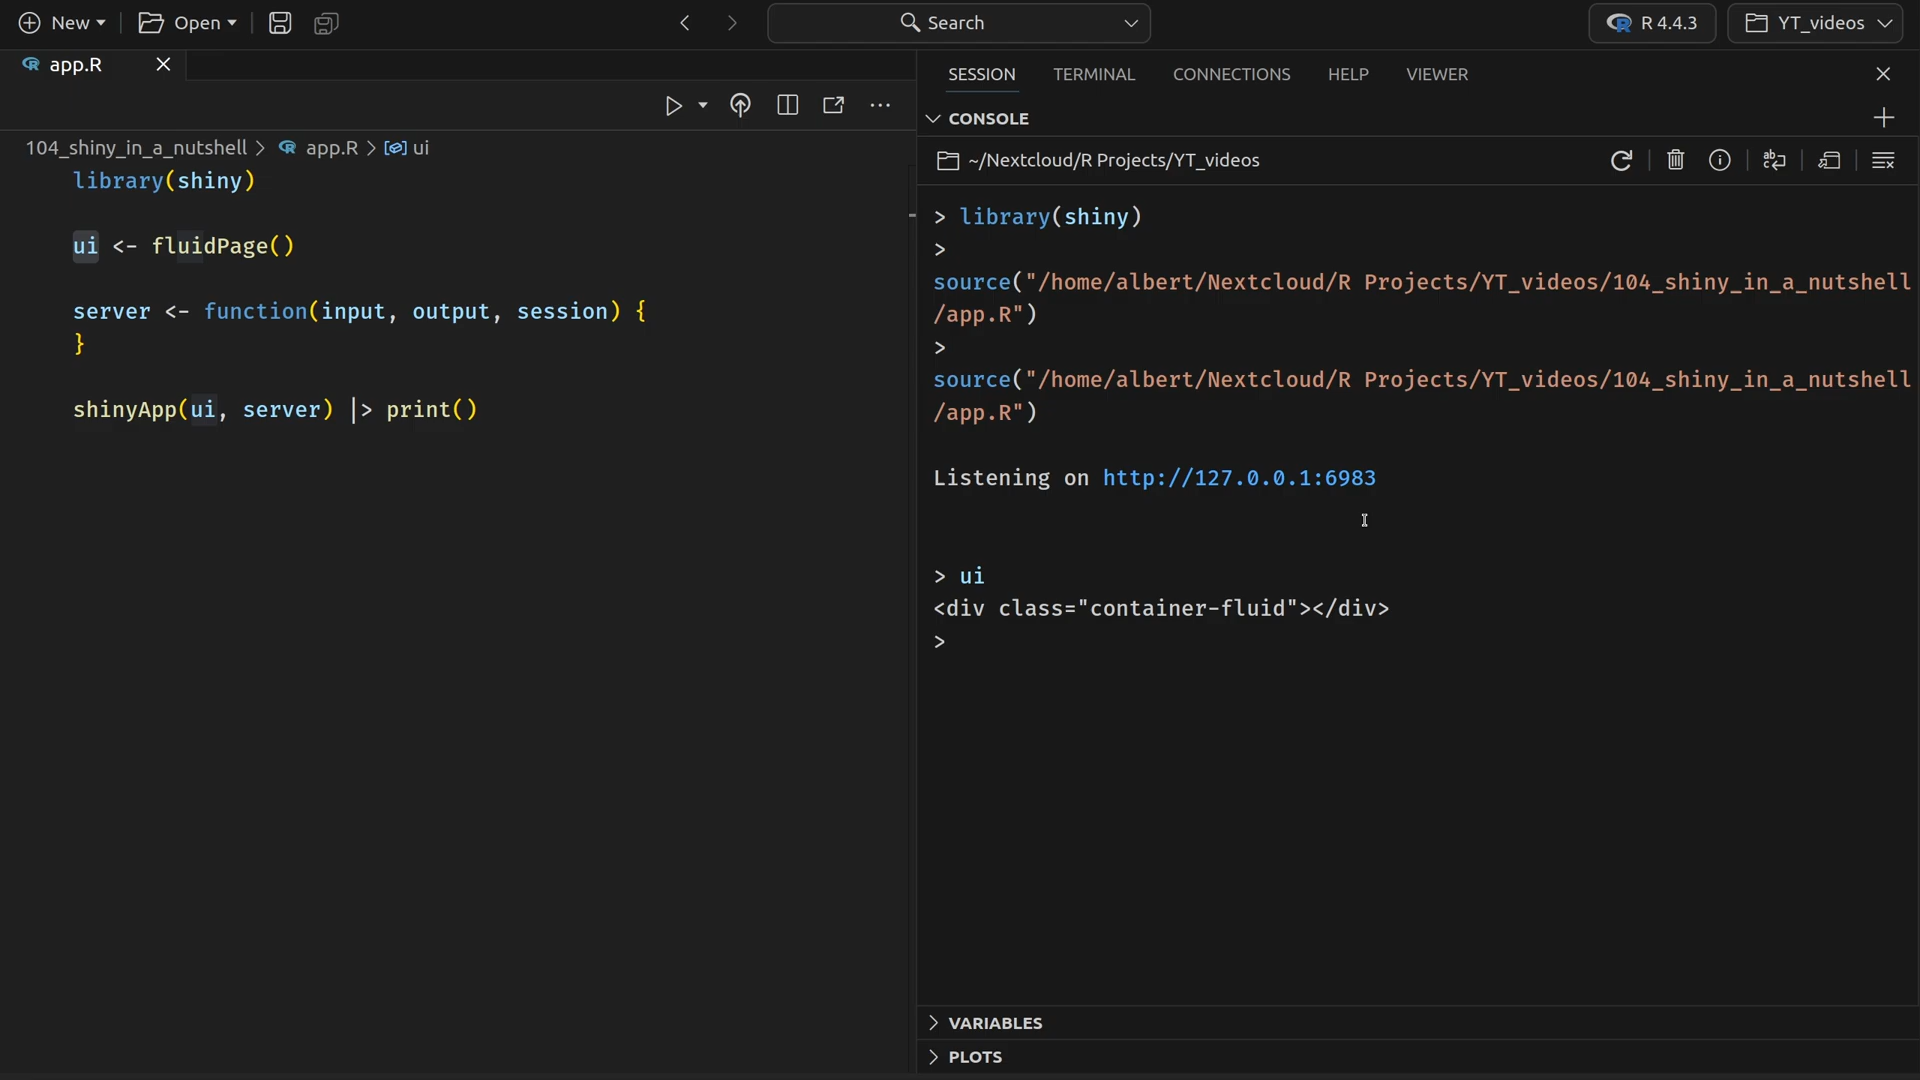 New
Open
Search
R 4.4.3
YT_videos
app.R
104_shiny_in_a_nutshell > app.R > ui
library(shiny)
ui <- fluidPage()
server <- function(input, output, session) {
}
shinyApp(ui, server) |> print()
SESSION
TERMINAL
CONNECTIONS
HELP
VIEWER
CONSOLE
~/Nextcloud/R Projects/YT_videos
> library(shiny)
>
source("/home/albert/Nextcloud/R Projects/YT_videos/104_shiny_in_a_nutshell
/app.R")
>
source("/home/albert/Nextcloud/R Projects/YT_videos/104_shiny_in_a_nutshell
/app.R")
Listening on http://127.0.0.1:6983
> ui
<div class="container-fluid"></div>
>
VARIABLES
PLOTS